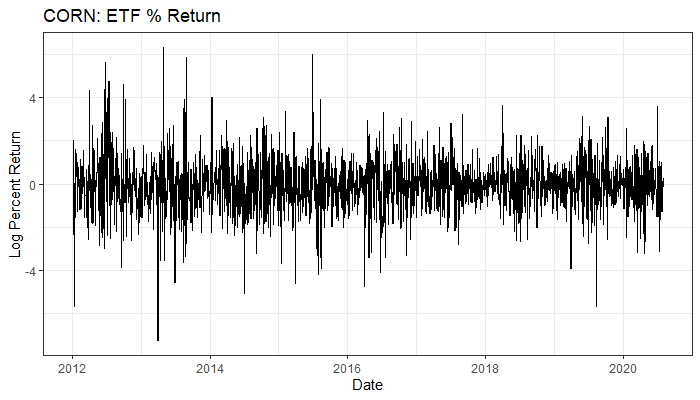 CORN: ETF % Return
Log Percent Return
4
0
-4
2012 2014 2016 2018 2020
Date